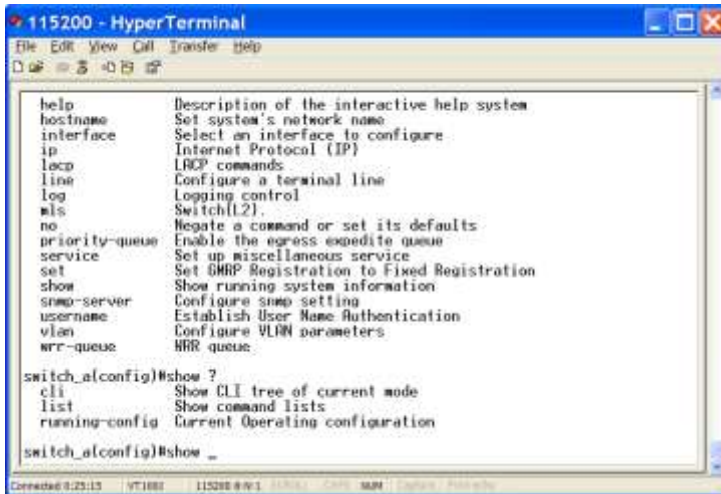 115200 - HyperTerminal
File Edit View Call Transfer Help
help Description of the interactive help system
hostname Set system's network name
interface Select an interface to configure
ip Internet Protocol (IP)
lacp LACP commands
line Configure a terminal line
log Logging control
mls Switch(L2).
no Negate a command or set its defaults
priority-queue Enable the egress expedite queue
service Set up miscellaneous service
set Set GMRP Registration to Fixed Registration
show Show running system information
snmp-server Configure snmp setting
username Establish User Name Authentication
vlan Configure VLAN parameters
wrr-queue WRR queue
switch_a(config)#show ?
cli Show CLI tree of current mode
list Show command lists
running-config Current Operating configuration
switch_a(config)#show _
Connected 0:25:15 VT100J 115200 8-N-1 SCROLL CAPS NUM Capture Print echo